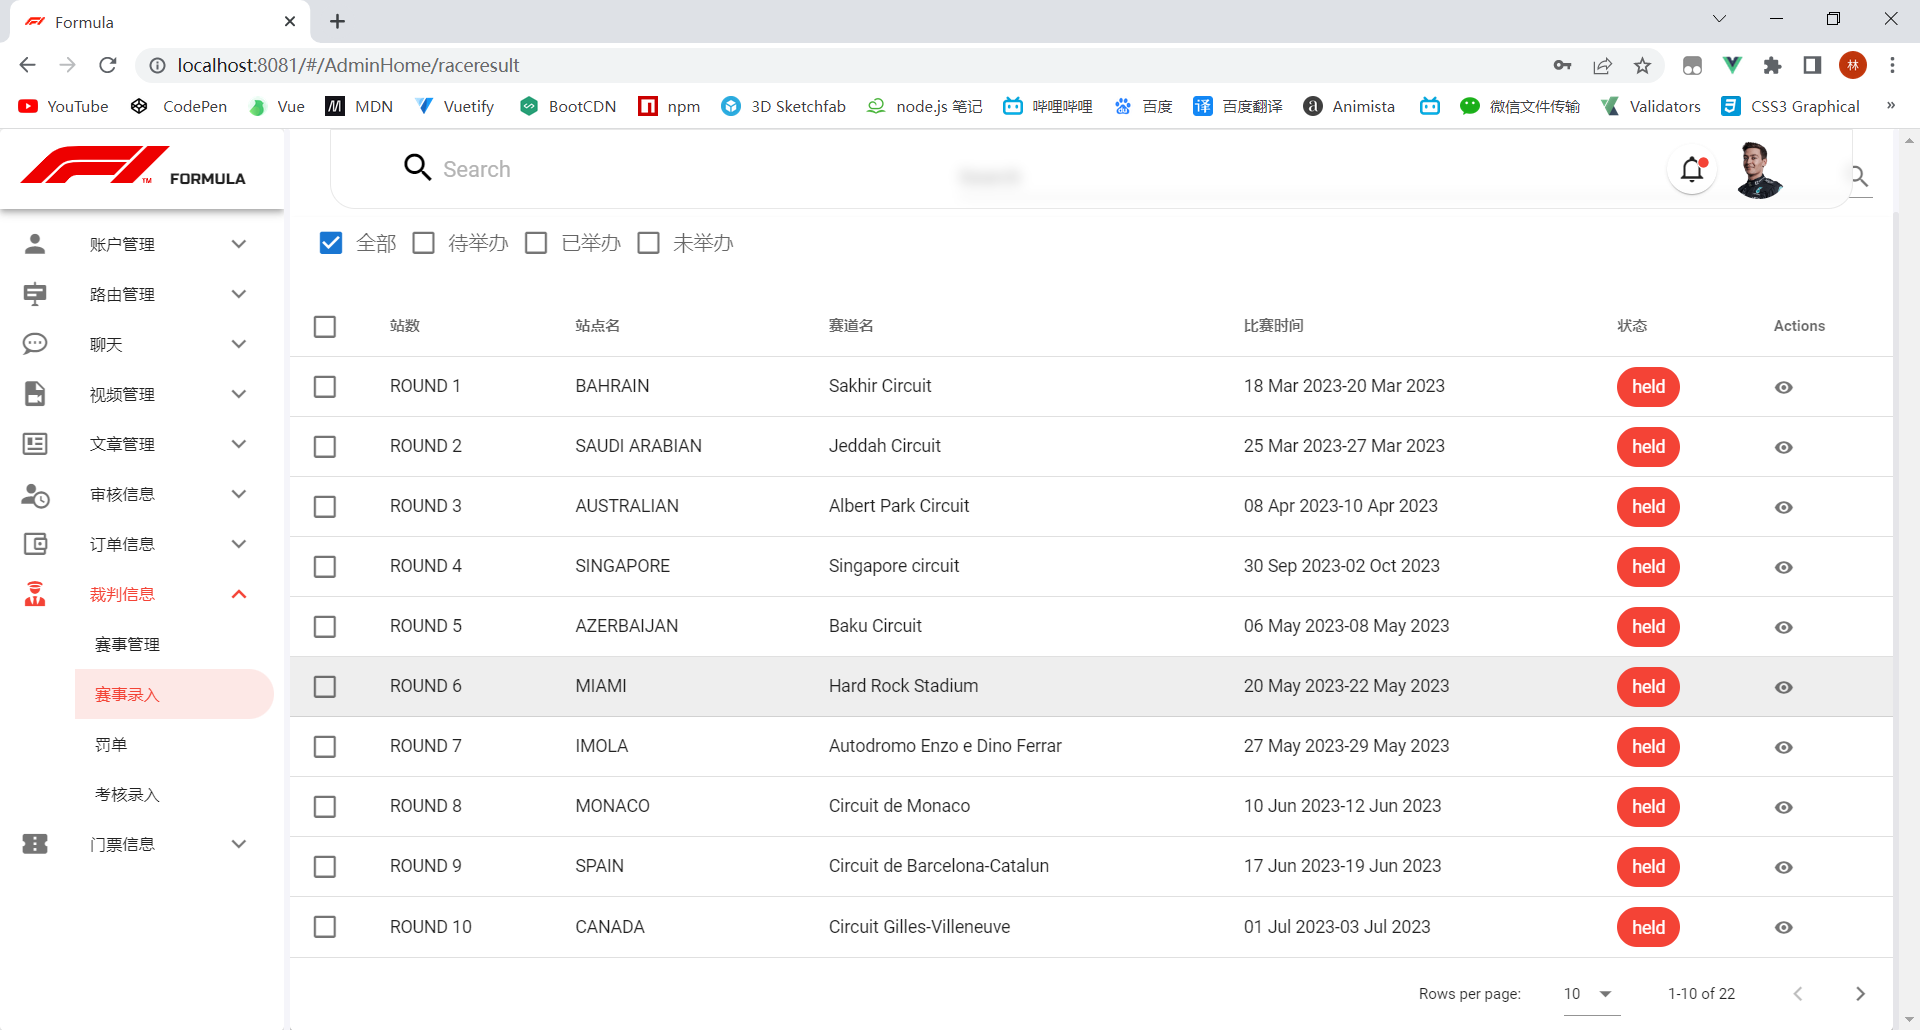 Formula
localhost:8081/#/AdminHome/raceresult
林
YouTube CodePen Vue MDN Vuetify BootCDN npm 3D Sketchfab node.js 笔记 哔哩哔哩 百度 译 百度翻译 Animista 微信文件传输 Validators CSS3 Graphical »
FORMULA
TM
Search
Search
账户管理
路由管理
聊天
视频管理
文章管理
审核信息
订单信息
裁判信息
赛事管理
赛事录入
罚单
考核录入
门票信息
全部 待举办 已举办 未举办
站数 站点名 赛道名 比赛时间 状态 Actions
ROUND 1 BAHRAIN Sakhir Circuit 18 Mar 2023-20 Mar 2023 held
ROUND 2 SAUDI ARABIAN Jeddah Circuit 25 Mar 2023-27 Mar 2023 held
ROUND 3 AUSTRALIAN Albert Park Circuit 08 Apr 2023-10 Apr 2023 held
ROUND 4 SINGAPORE Singapore circuit 30 Sep 2023-02 Oct 2023 held
ROUND 5 AZERBAIJAN Baku Circuit 06 May 2023-08 May 2023 held
ROUND 6 MIAMI Hard Rock Stadium 20 May 2023-22 May 2023 held
ROUND 7 IMOLA Autodromo Enzo e Dino Ferrar 27 May 2023-29 May 2023 held
ROUND 8 MONACO Circuit de Monaco 10 Jun 2023-12 Jun 2023 held
ROUND 9 SPAIN Circuit de Barcelona-Catalun 17 Jun 2023-19 Jun 2023 held
ROUND 10 CANADA Circuit Gilles-Villeneuve 01 Jul 2023-03 Jul 2023 held
Rows per page: 10 1-10 of 22